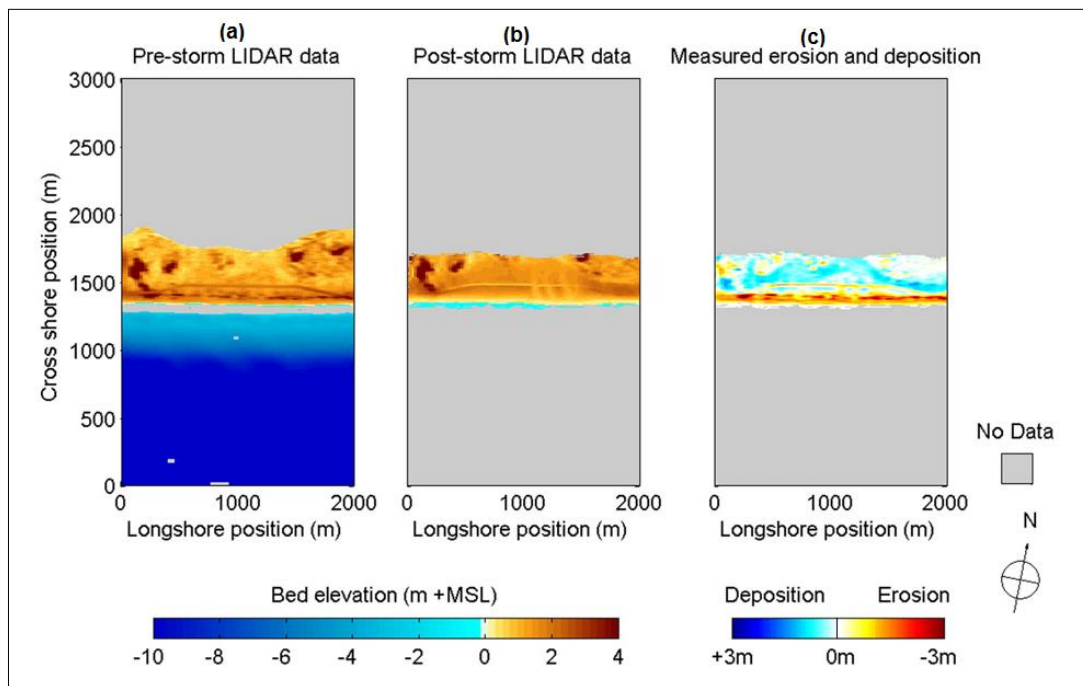 (a) (b) (c)
Pre-storm LIDAR data Post-storm LIDAR data Measured erosion and deposition
3000
2500
2000
1500
1000
500
0
Cross shore position (m)
0 1000 2000 0 1000 2000 0 1000 2000
Longshore position (m) Longshore position (m) Longshore position (m)
No Data
N
Bed elevation (m +MSL)
-10 -8 -6 -4 -2 0 2 4
Deposition Erosion
+3m 0m -3m